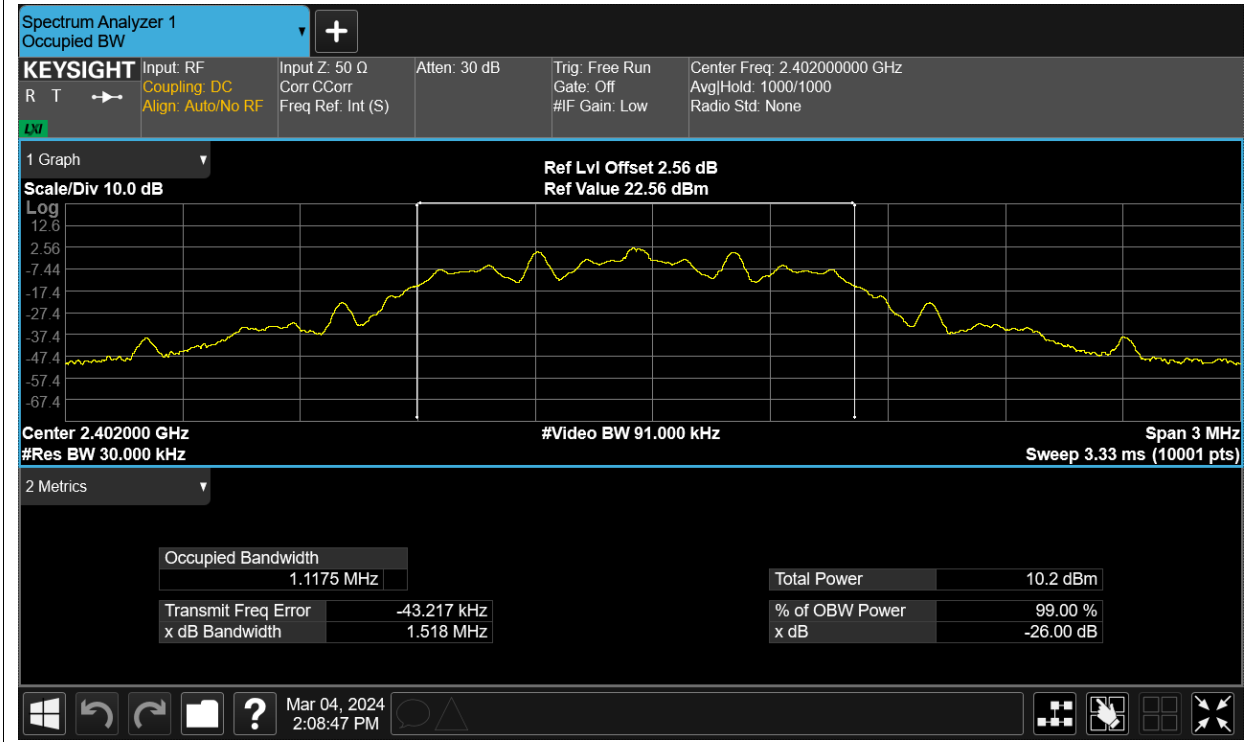 Spectrum Analyzer 1
Occupied BW
KEYSIGHT
R T
LXI
Input: RF
Coupling: DC
Align: Auto/No RF
Input Z: 50 Ω
Corr CCorr
Freq Ref: Int (S)
Atten: 30 dB
Trig: Free Run
Gate: Off
#IF Gain: Low
Center Freq: 2.402000000 GHz
Avg|Hold: 1000/1000
Radio Std: None
1 Graph
Scale/Div 10.0 dB
Ref Lvl Offset 2.56 dB
Ref Value 22.56 dBm
Log
12.6
2.56
-7.44
-17.4
-27.4
-37.4
-47.4
-57.4
-67.4
Center 2.402000 GHz
#Res BW 30.000 kHz
#Video BW 91.000 kHz
Span 3 MHz
Sweep 3.33 ms (10001 pts)
2 Metrics
Occupied Bandwidth
1.1175 MHz
Transmit Freq Error -43.217 kHz
x dB Bandwidth 1.518 MHz
Total Power 10.2 dBm
% of OBW Power 99.00 %
x dB -26.00 dB
?
Mar 04, 2024
2:08:47 PM